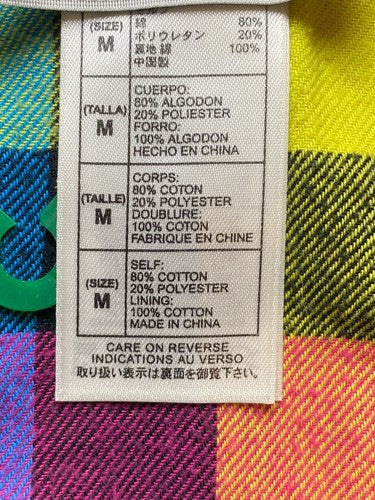 (SIZE)
M
綿 80%
ポリウレタン 20%
裏地 綿 100%
中国製
(TALLA)
M
CUERPO:
80% ALGODON
20% POLIESTER
FORRO:
100% ALGODON
HECHO EN CHINA
(TAILLE)
M
CORPS:
80% COTON
20% POLYESTER
DOUBLURE:
100% COTON
FABRIQUE EN CHINE
(SIZE)
M
SELF:
80% COTTON
20% POLYESTER
LINING:
100% COTTON
MADE IN CHINA
CARE ON REVERSE
INDICATIONS AU VERSO
取り扱い表示は裏面を御覧下さい。